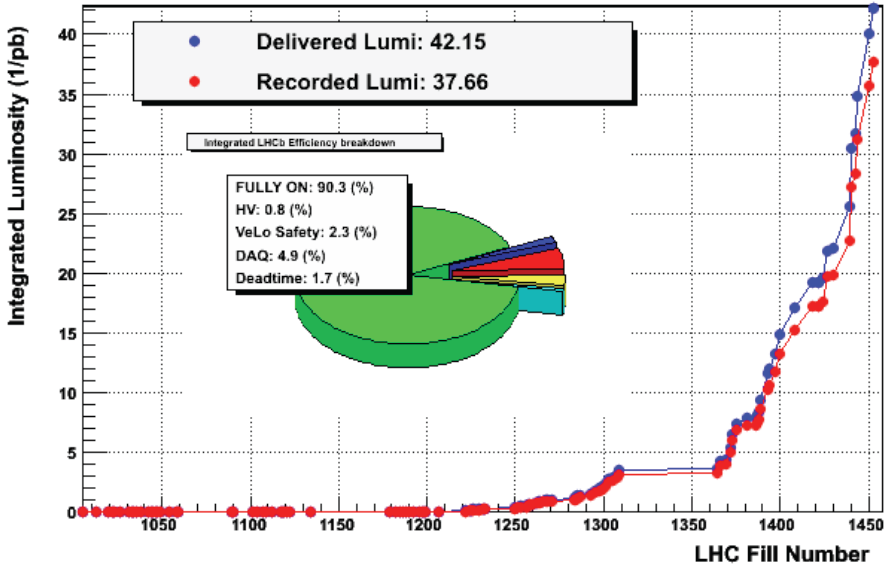 Integrated Luminosity (1/pb)
Delivered Lumi: 42.15
Recorded Lumi: 37.66
Integrated LHCb Efficiency breakdown
FULLY ON: 90.3 (%)
HV: 0.8 (%)
VeLo Safety: 2.3 (%)
DAQ: 4.9 (%)
Deadtime: 1.7 (%)
40
35
30
25
20
15
10
5
0
1050 1100 1150 1200 1250 1300 1350 1400 1450
LHC Fill Number